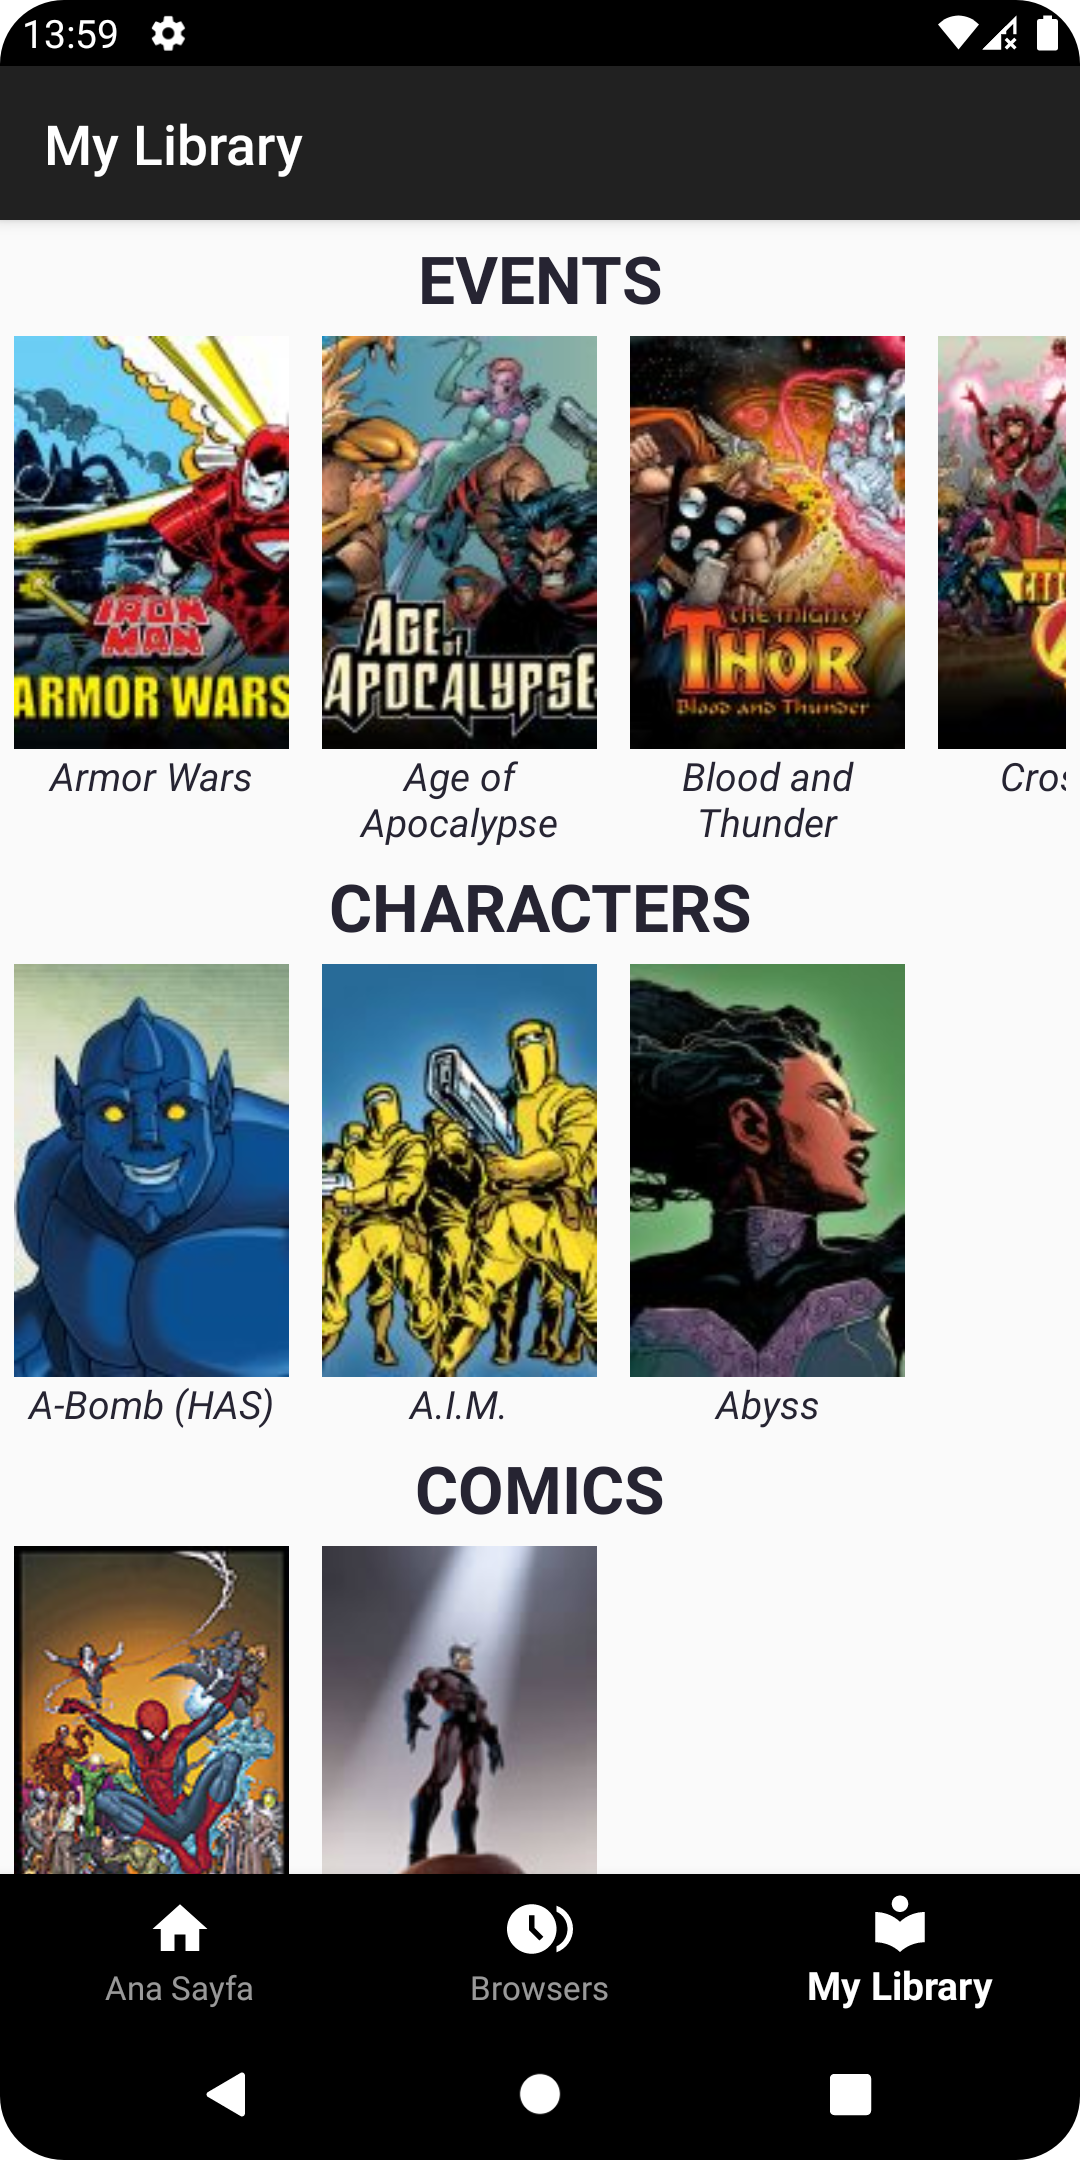 13:59
My Library
EVENTS
IRON
MAN
ARMOR WARS
AGE of
APOCALYPSE
THE MIGHTY
THOR
Blood and Thunder
Armor Wars
Age of
Apocalypse
Blood and
Thunder
CHARACTERS
A-Bomb (HAS)
A.I.M.
Abyss
COMICS
Ana Sayfa
Browsers
My Library